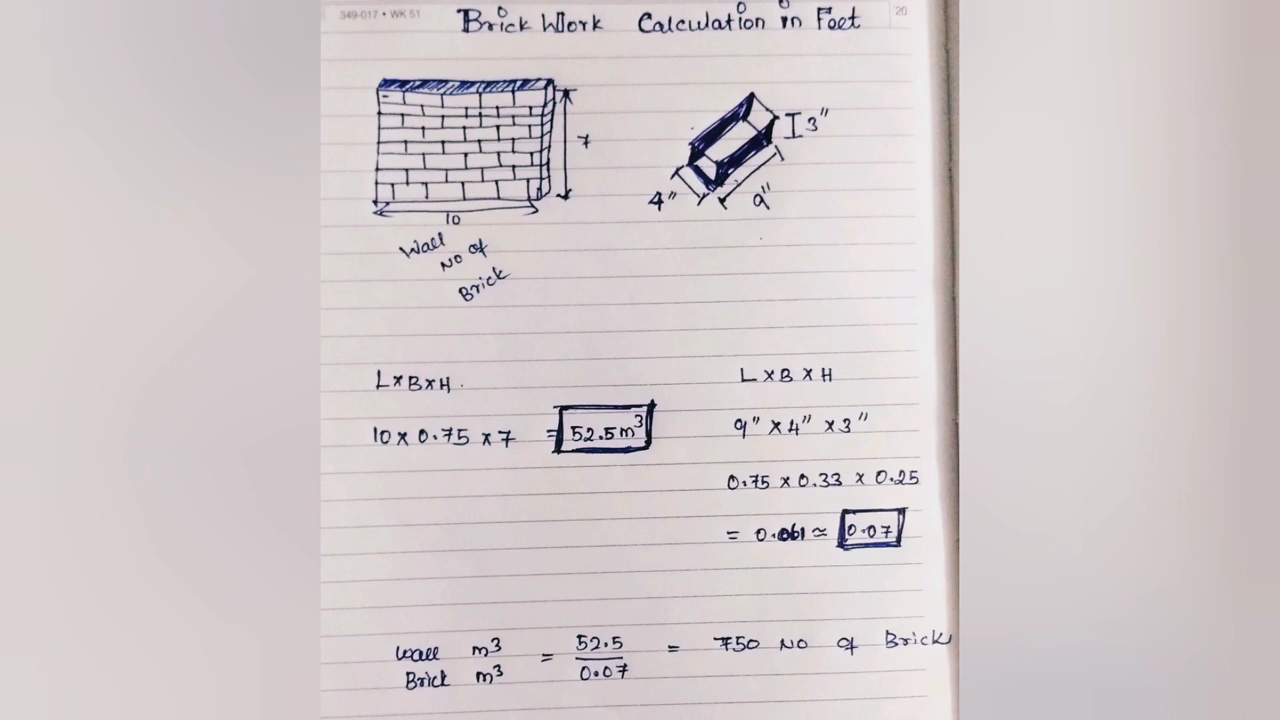 349-017 • WK 51
20
Brick Work Calculation in Feet
7
10
Wall
No of
Brick
3"
4"
9"
L×B×H.
10 × 0.75 × 7 = 52.5m³
L × B × H
9" × 4" × 3"
0.75 × 0.33 × 0.25
= 0.061 ≃ 0.07
Wall m³ = 52.5 = 750 No of Brick
Brick m³ 0.07